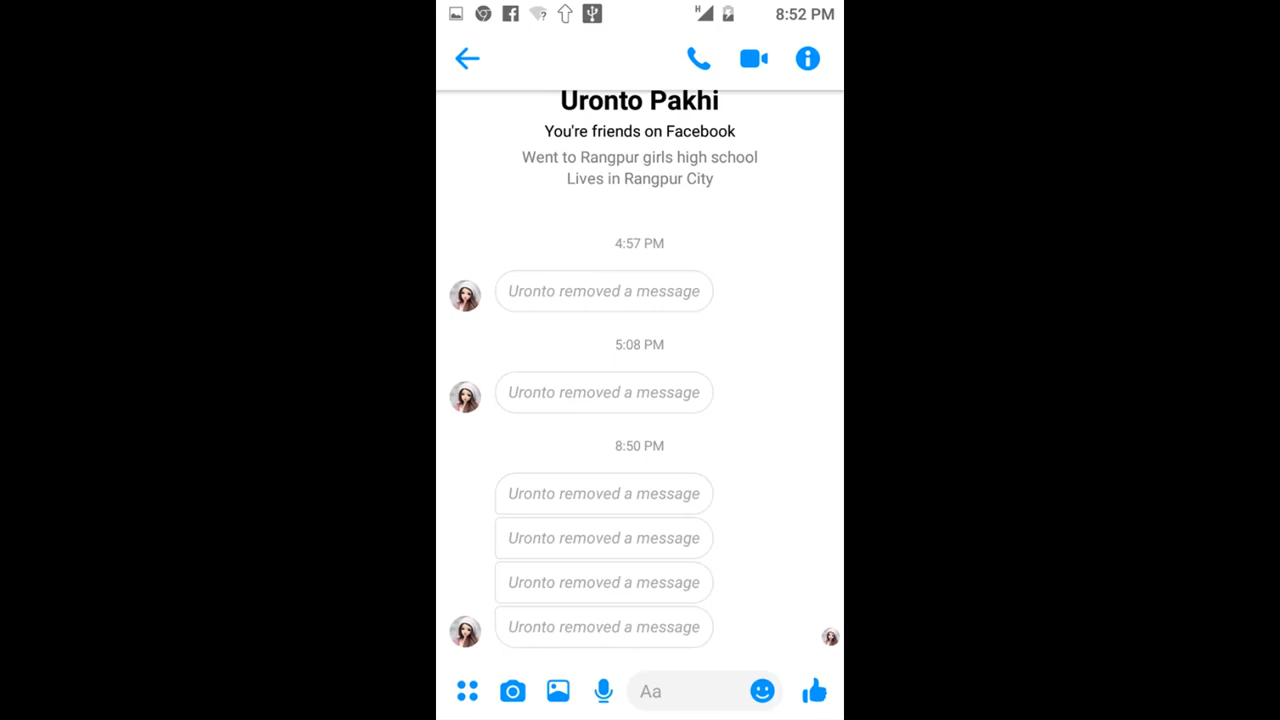 H 8:52 PM
Uronto Pakhi
You're friends on Facebook
Went to Rangpur girls high school
Lives in Rangpur City
4:57 PM
Uronto removed a message
5:08 PM
Uronto removed a message
8:50 PM
Uronto removed a message
Uronto removed a message
Uronto removed a message
Uronto removed a message
Aa